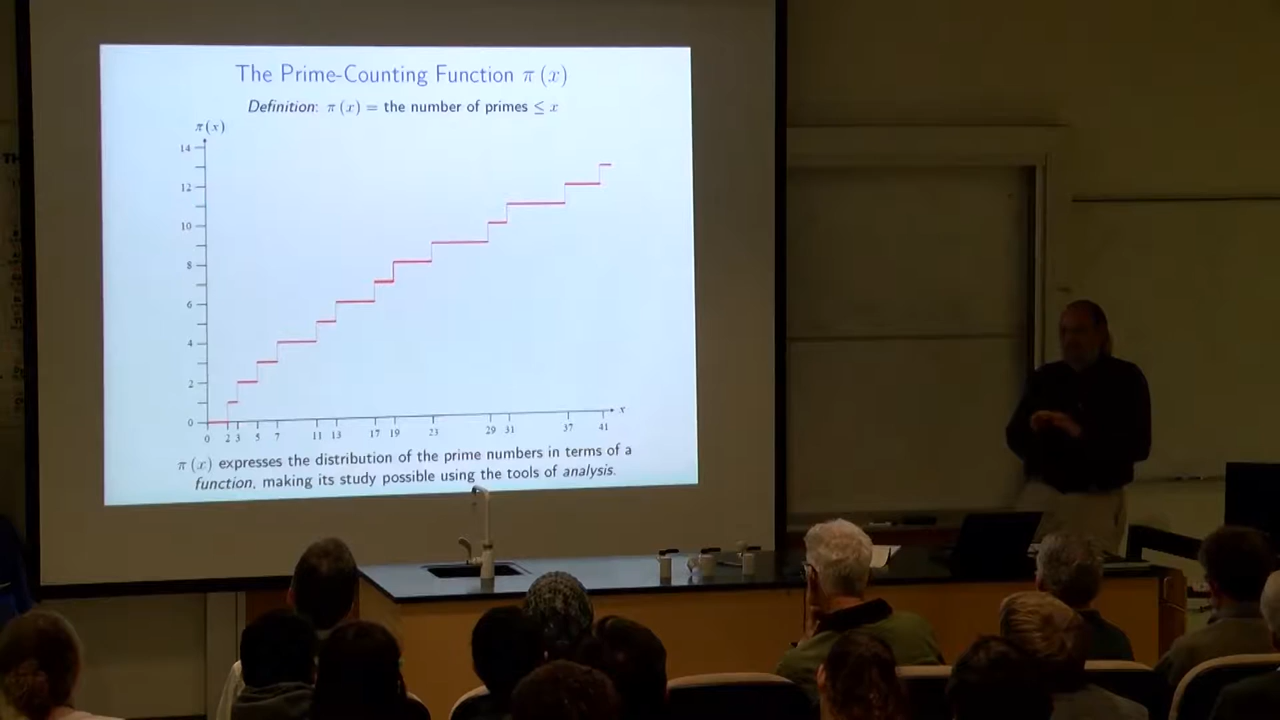 The Prime-Counting Function π (x)
Definition: π (x) = the number of primes ≤ x
π(x)
14
12
10
8
6
4
2
0
0 2 3 5 7 11 13 17 19 23 29 31 37 41 x
π (x) expresses the distribution of the prime numbers in terms of a
function, making its study possible using the tools of analysis.